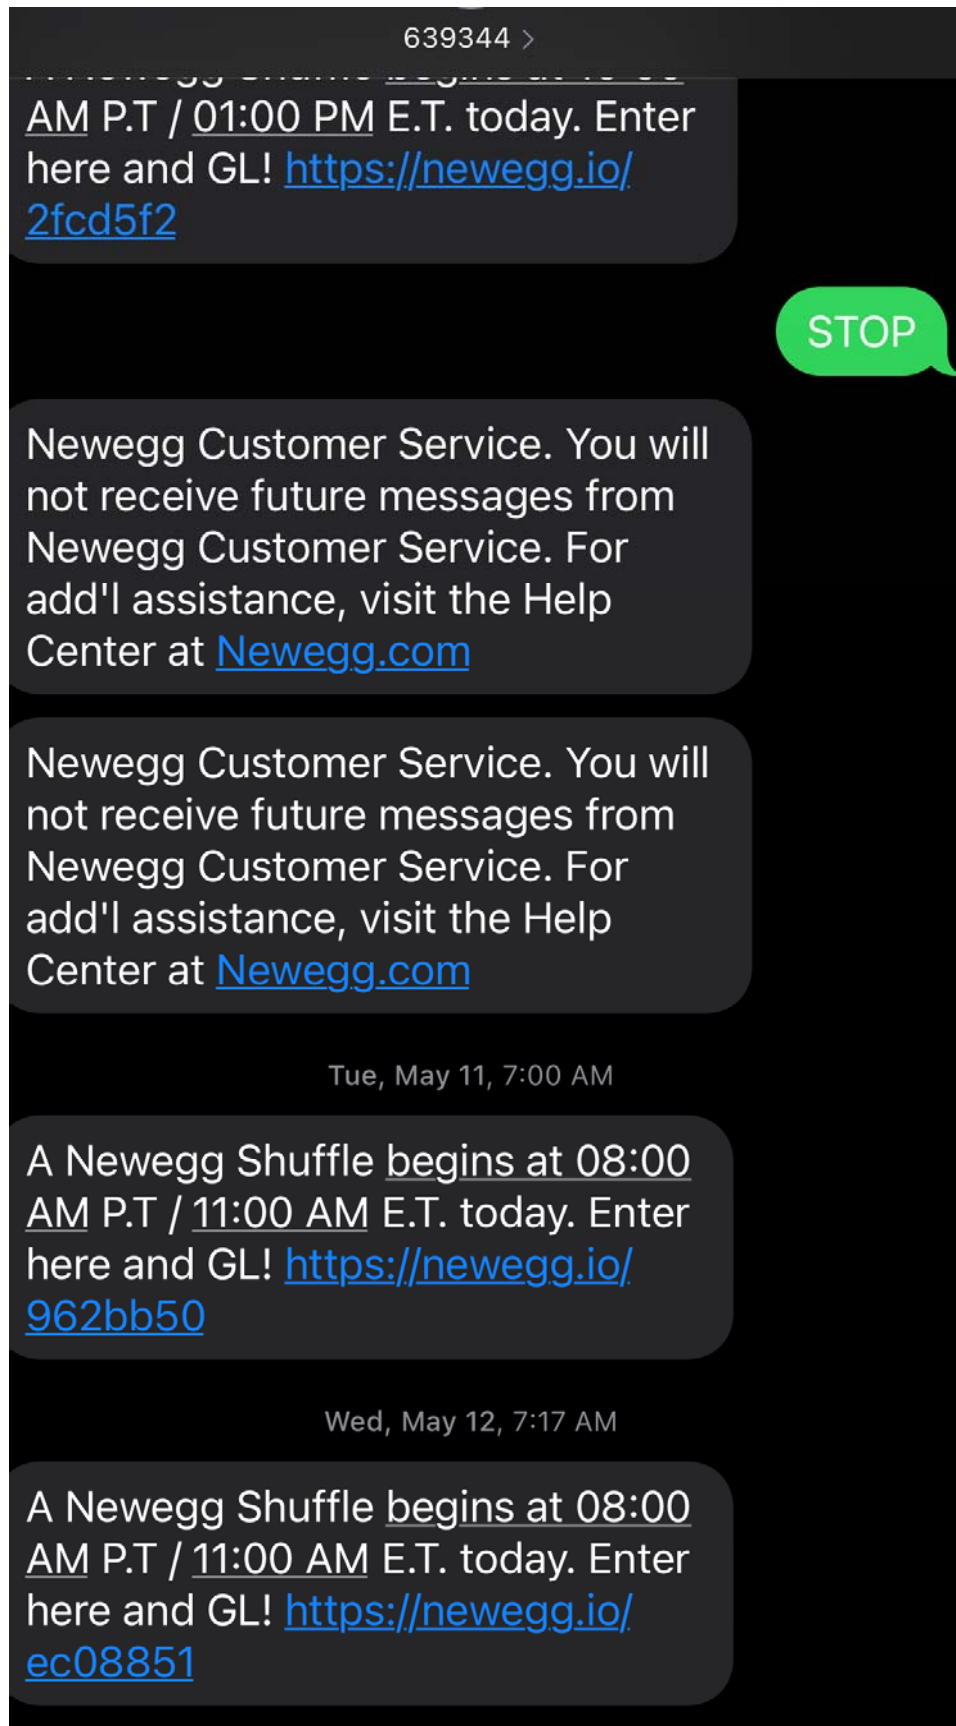 639344 >
AM P.T / 01:00 PM E.T. today. Enter
here and GL! https://newegg.io/
2fcd5f2
STOP
Newegg Customer Service. You will
not receive future messages from
Newegg Customer Service. For
add'l assistance, visit the Help
Center at Newegg.com
Newegg Customer Service. You will
not receive future messages from
Newegg Customer Service. For
add'l assistance, visit the Help
Center at Newegg.com
Tue, May 11, 7:00 AM
A Newegg Shuffle begins at 08:00
AM P.T / 11:00 AM E.T. today. Enter
here and GL! https://newegg.io/
962bb50
Wed, May 12, 7:17 AM
A Newegg Shuffle begins at 08:00
AM P.T / 11:00 AM E.T. today. Enter
here and GL! https://newegg.io/
ec08851